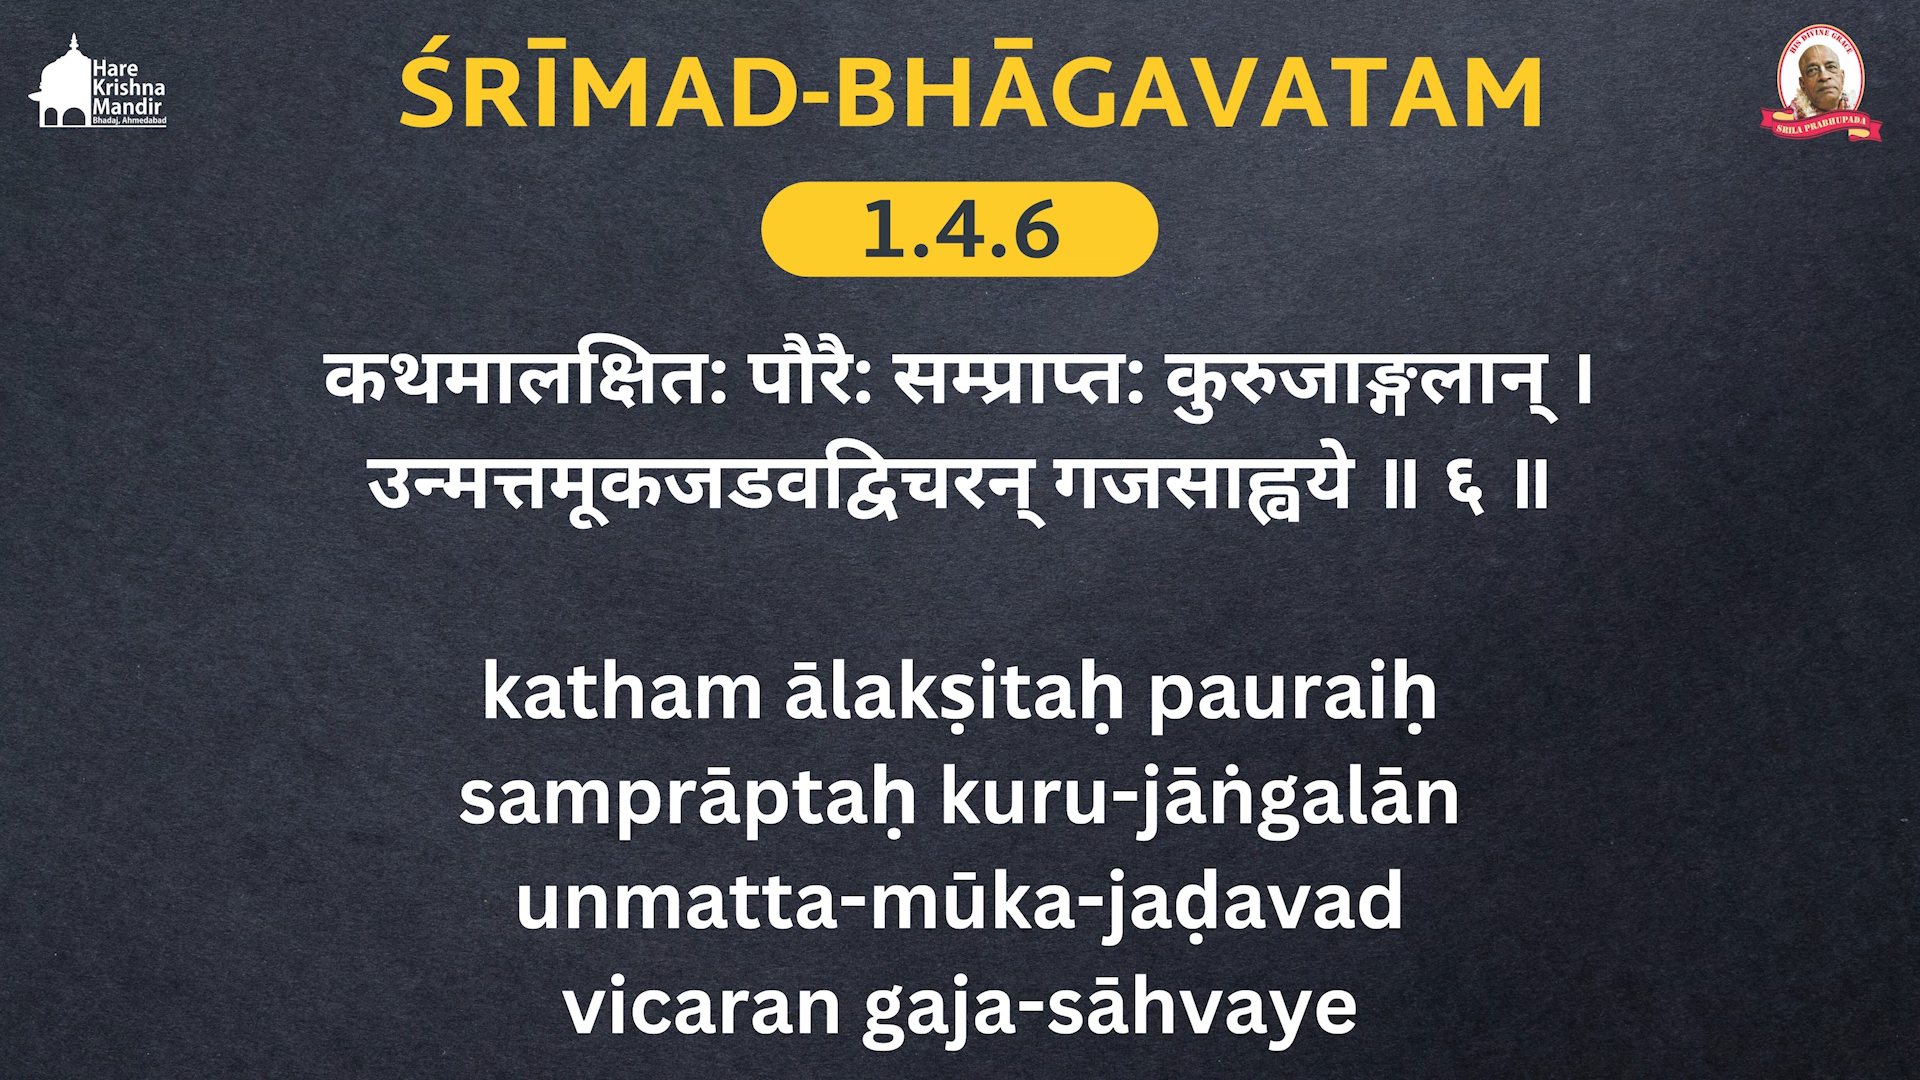 Hare
Krishna
Mandir
Bhadaj, Ahmedabad
ŚRĪMAD-BHĀGAVATAM
HIS DIVINE GRACE
SRILA PRABHUPADA
1.4.6
कथमालक्षित: पौरै: सम्प्राप्त: कुरुजाङ्गलान् ।
उन्मत्तमूकजडवद्विचरन् गजसाह्वये ॥ ६ ॥
katham ālakṣitaḥ pauraiḥ
samprāptaḥ kuru-jāṅgalān
unmatta-mūka-jaḍavad
vicaran gaja-sāhvaye